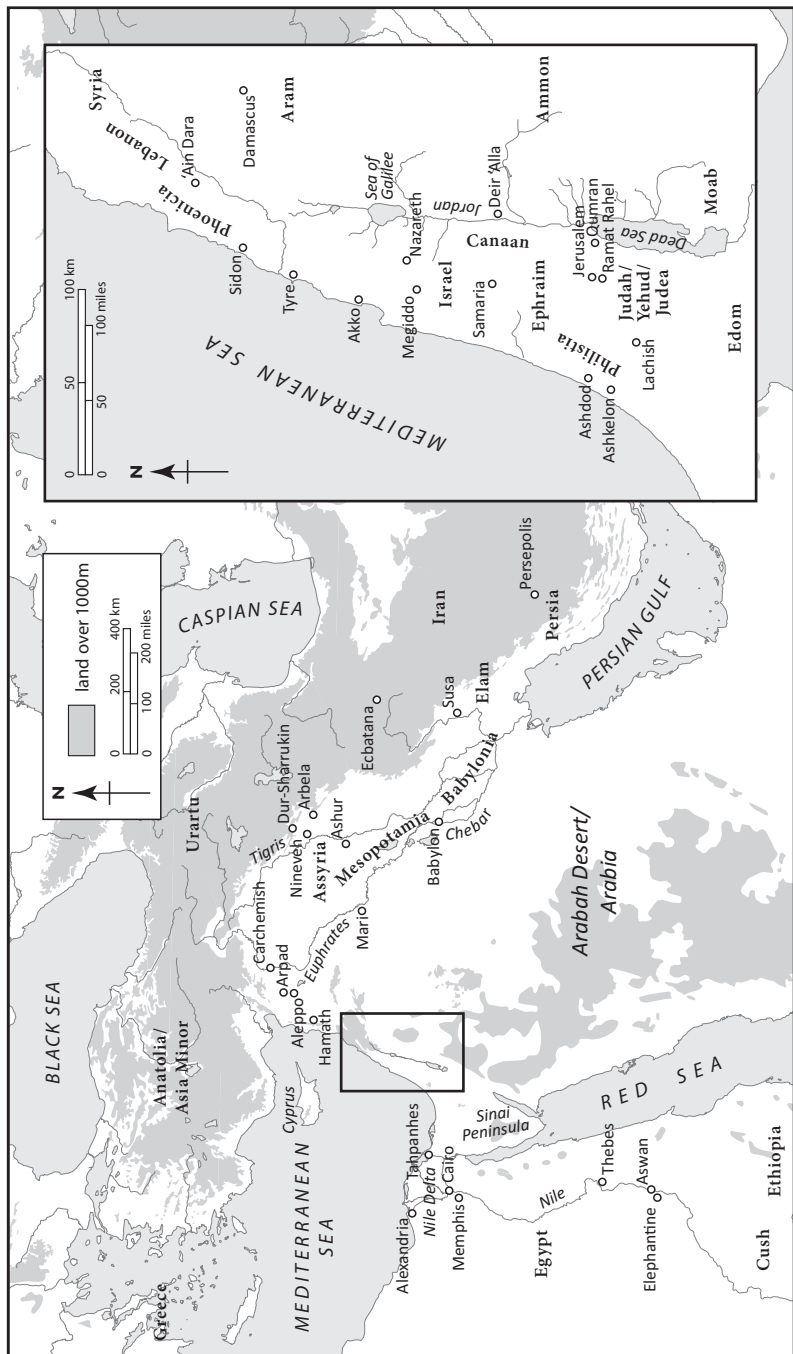 BLACK SEA
Greece
Anatolia/
Asia Minor
Urartu
N
land over 1000m
0 200 400 km
0 100 200 miles
CASPIAN SEA
MEDITERRANEAN
SEA
Cyprus
Carchemish
Arpad
Aleppo
Hamath
Euphrates
Mari
Tigris
Dur-Sharrukin
Nineveh
Arbela
Assyria
Ashur
Mesopotamia
Ecbatana
Babylon
Babylonia
Chebar
Susa
Elam
Iran
Persepolis
Persia
PERSIAN GULF
Alexandria
Tahpanhes
Nile Delta
Cairo
Memphis
Sinai
Peninsula
Egypt
Nile
Thebes
Aswan
Elephantine
RED SEA
Cush
Ethiopia
Arabah Desert/
Arabia
N
0 50 100 km
0 50 100 miles
MEDITERRANEAN SEA
Syria
Lebanon
Phoenicia
‘Ain Dara
Damascus
Aram
Sidon
Tyre
Akko
Sea of
Galilee
Nazareth
Megiddo
Israel
Samaria
Canaan
Jordan
Deir ‘Alla
Ammon
Ephraim
Philistia
Jerusalem
Qumran
Ramat Rahel
Ashdod
Ashkelon
Lachish
Judah/
Yehud/
Judea
Dead Sea
Moab
Edom